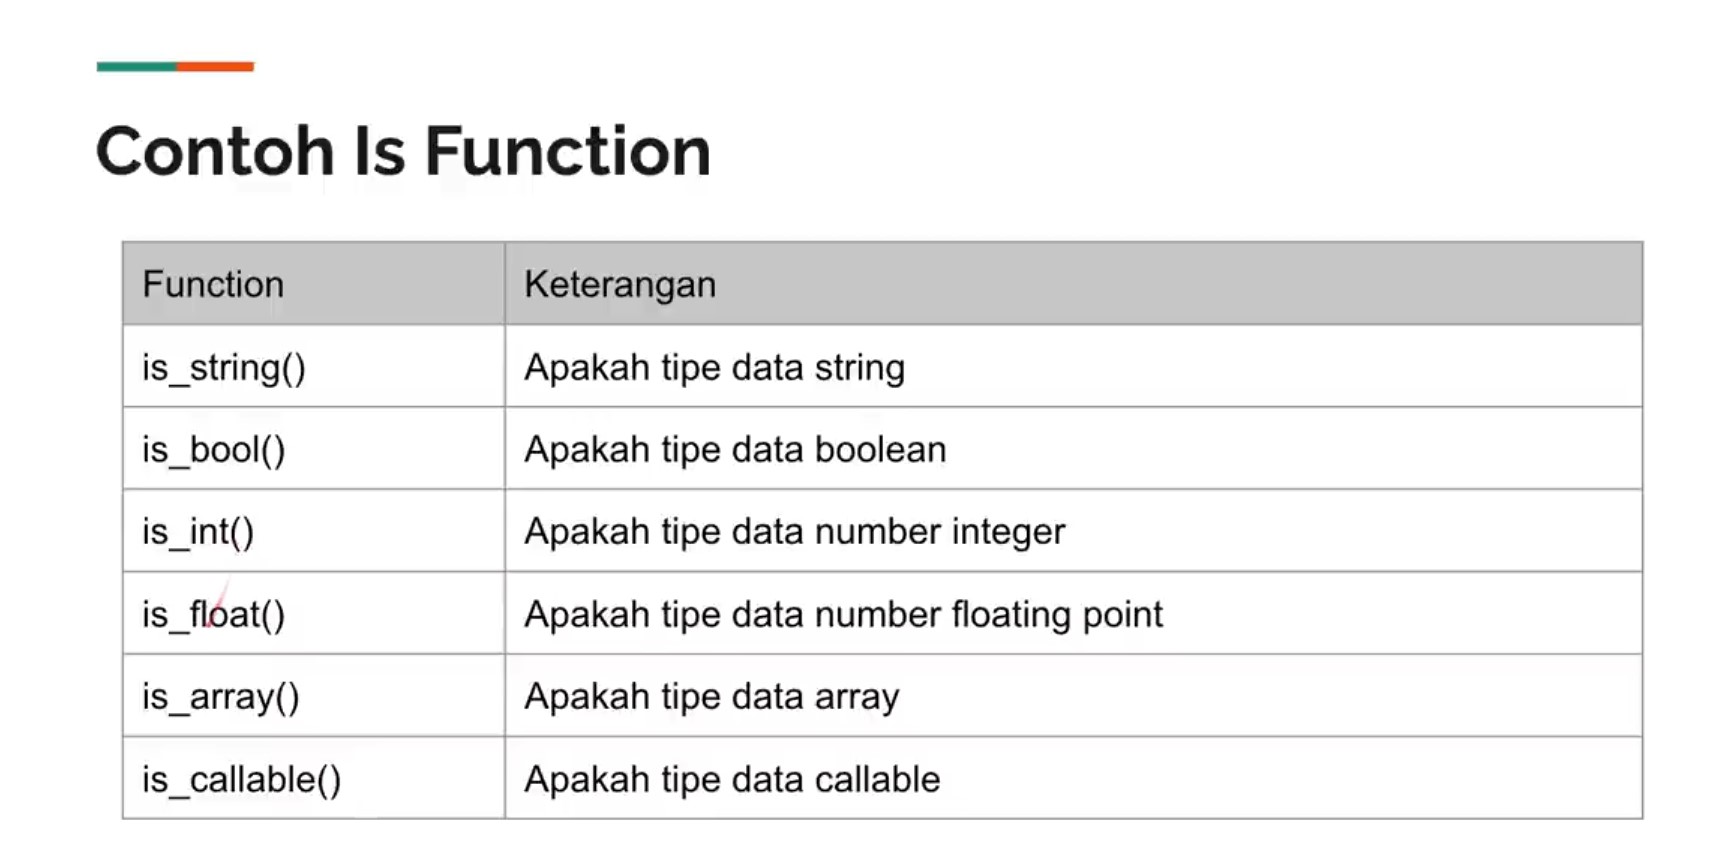 Contoh Is Function
Function Keterangan
is_string() Apakah tipe data string
is_bool() Apakah tipe data boolean
is_int() Apakah tipe data number integer
is_float() Apakah tipe data number floating point
is_array() Apakah tipe data array
is_callable() Apakah tipe data callable